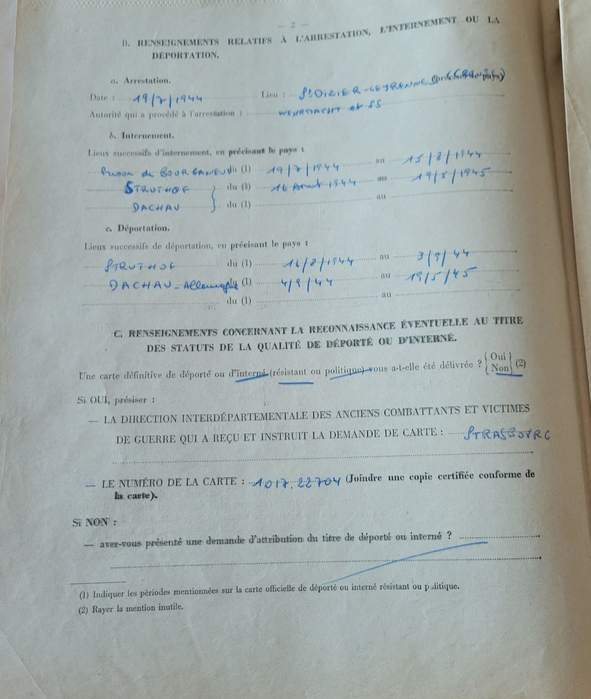 — 2 —
B. RENSEIGNEMENTS RELATIFS À L'ARRESTATION, L'INTERNEMENT OU LA
DÉPORTATION.
a. Arrestation.
Date : 19/7/1944 Lieu : St DIZIER-LEYRENNE
Autorité qui a procédé à l'arrestation : WEHRMACHT et SS
b. Internement.
Lieux successifs d'internement, en précisant le pays :
Prison de BOURGANEUF du (1) 19/7/1944 au 15/8/1944
STRUTHOF du (1) 16 Août 1944 au 19/5/1945
DACHAU du (1) au
c. Déportation.
Lieux successifs de déportation, en précisant le pays :
STRUTHOF du (1) 16/8/1944 au 3/9/44
DACHAU - Allemagne du (1) 4/9/44 au 19/5/45
du (1) au
C. RENSEIGNEMENTS CONCERNANT LA RECONNAISSANCE ÉVENTUELLE AU TITRE
DES STATUTS DE LA QUALITÉ DE DÉPORTÉ OU D'INTERNÉ.
Une carte définitive de déporté ou d'interné (résistant ou politique) vous a-t-elle été délivrée ? { Oui } { Non } (2)
Si OUI, présiser :
— LA DIRECTION INTERDÉPARTEMENTALE DES ANCIENS COMBATTANTS ET VICTIMES
DE GUERRE QUI A REÇU ET INSTRUIT LA DEMANDE DE CARTE : STRASBOURG
— LE NUMÉRO DE LA CARTE : 1017.22704 (Joindre une copie certifiée conforme de
la carte).
Si NON :
— avez-vous présenté une demande d'attribution du titre de déporté ou interné ?
(1) Indiquer les périodes mentionnées sur la carte officielle de déporté ou interné résistant ou politique.
(2) Rayer la mention inutile.